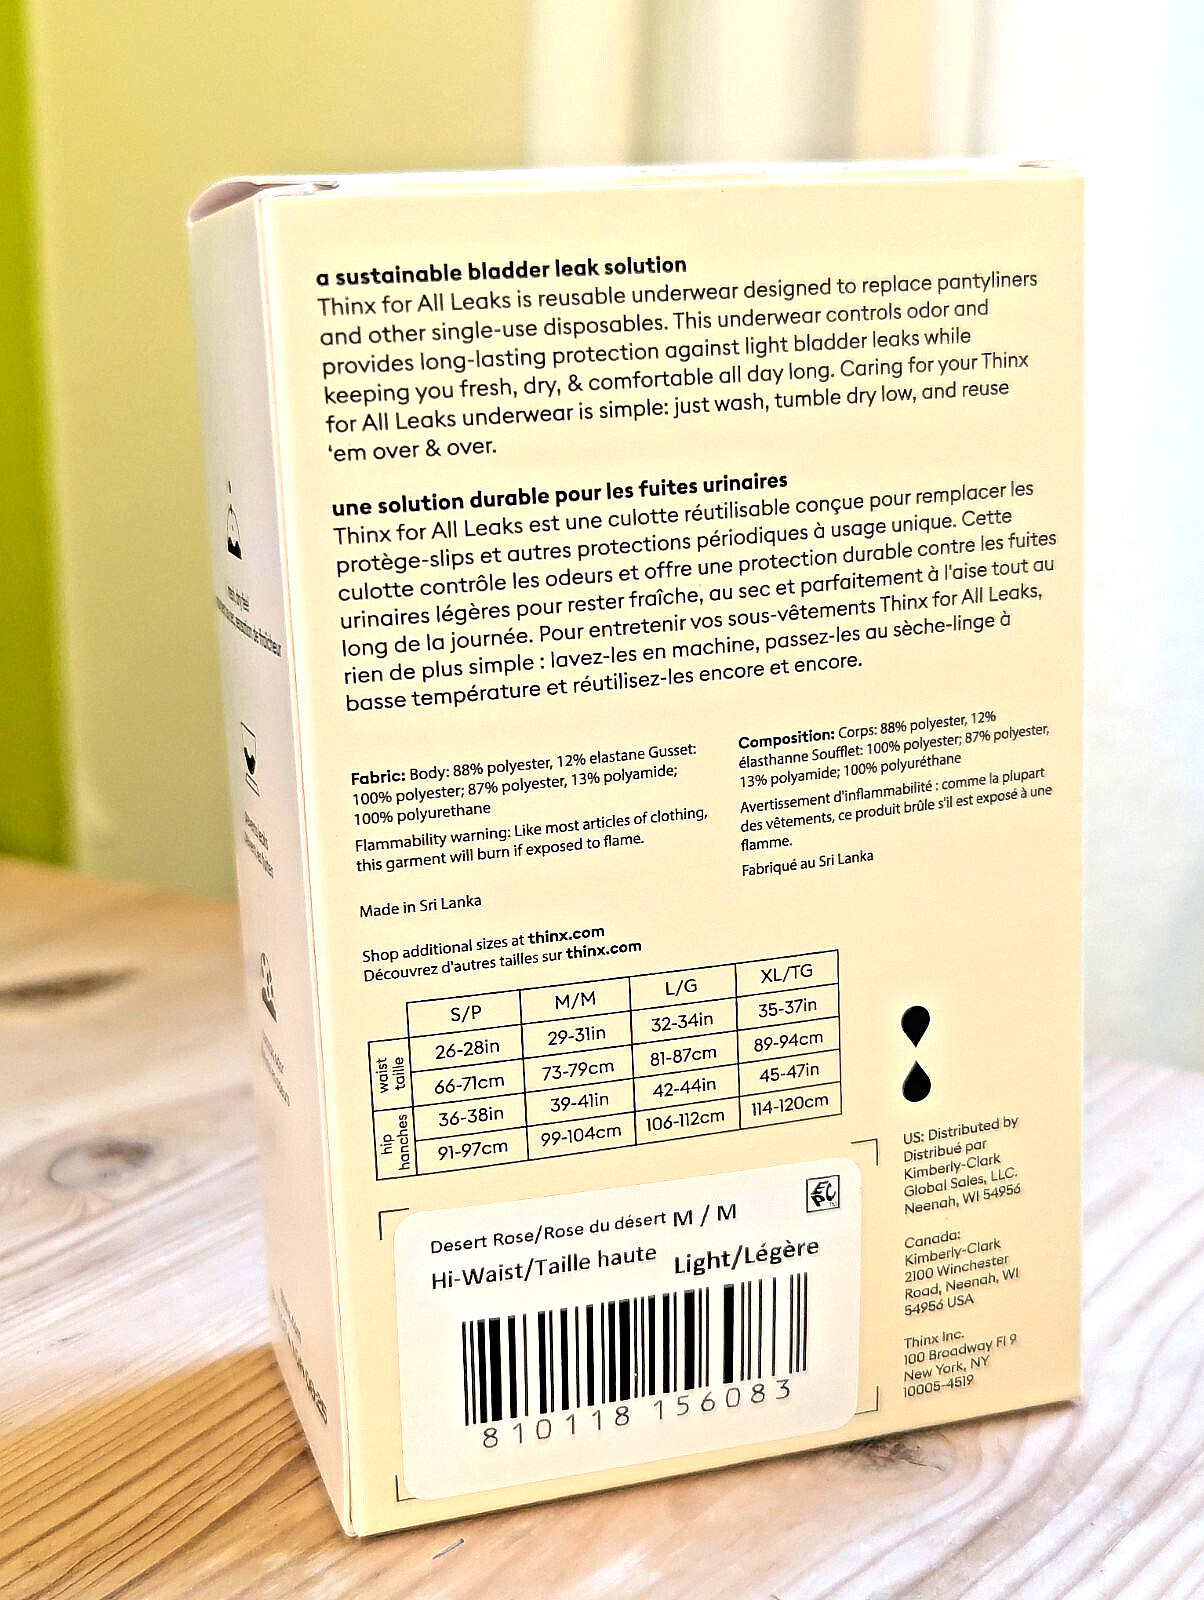 a sustainable bladder leak solution
Thinx for All Leaks is reusable underwear designed to replace pantyliners
and other single-use disposables. This underwear controls odor and
provides long-lasting protection against light bladder leaks while
keeping you fresh, dry, & comfortable all day long. Caring for your Thinx
for All Leaks underwear is simple: just wash, tumble dry low, and reuse
‘em over & over.
une solution durable pour les fuites urinaires
Thinx for All Leaks est une culotte réutilisable conçue pour remplacer les
protège-slips et autres protections périodiques à usage unique. Cette
culotte contrôle les odeurs et offre une protection durable contre les fuites
urinaires légères pour rester fraîche, au sec et parfaitement à l'aise tout au
long de la journée. Pour entretenir vos sous-vêtements Thinx for All Leaks,
rien de plus simple : lavez-les en machine, passez-les au sèche-linge à
basse température et réutilisez-les encore et encore.
Fabric: Body: 88% polyester, 12% elastane Gusset:
100% polyester; 87% polyester, 13% polyamide;
100% polyurethane
Flammability warning: Like most articles of clothing,
this garment will burn if exposed to flame.
Made in Sri Lanka
Composition: Corps: 88% polyester, 12%
élasthanne Soufflet: 100% polyester; 87% polyester,
13% polyamide; 100% polyuréthane
Avertissement d'inflammabilité : comme la plupart
des vêtements, ce produit brûle s'il est exposé à une
flamme.
Fabriqué au Sri Lanka
Shop additional sizes at thinx.com
Découvrez d'autres tailles sur thinx.com
S/P M/M L/G XL/TG
waist
taille
26-28in 29-31in 32-34in 35-37in
66-71cm 73-79cm 81-87cm 89-94cm
hip
hanches
36-38in 39-41in 42-44in 45-47in
91-97cm 99-104cm 106-112cm 114-120cm
US: Distributed by
Distribué par
Kimberly-Clark
Global Sales, LLC.
Neenah, WI 54956
Canada:
Kimberly-Clark
2100 Winchester
Road, Neenah, WI
54956 USA
Thinx Inc.
100 Broadway Fl 9
New York, NY
10005-4519
Desert Rose/Rose du désert M / M
Hi-Waist/Taille haute Light/Légère
810118 156083